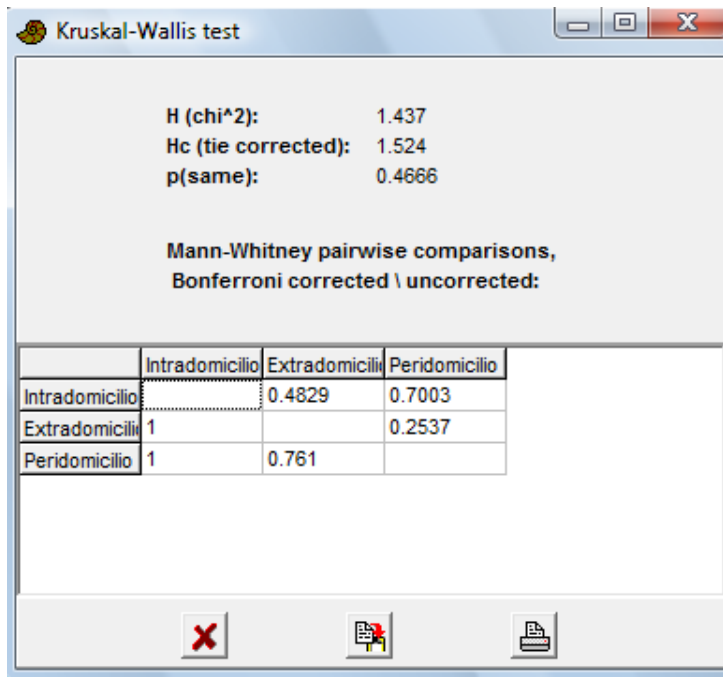 Kruskal-Wallis test
H (chi^2): 1.437
Hc (tie corrected): 1.524
p(same): 0.4666
Mann-Whitney pairwise comparisons,
Bonferroni corrected \ uncorrected:
Intradomicilio Extradomicili Peridomicilio
Intradomicilio 0.4829 0.7003
Extradomicili 1 0.2537
Peridomicilio 1 0.761